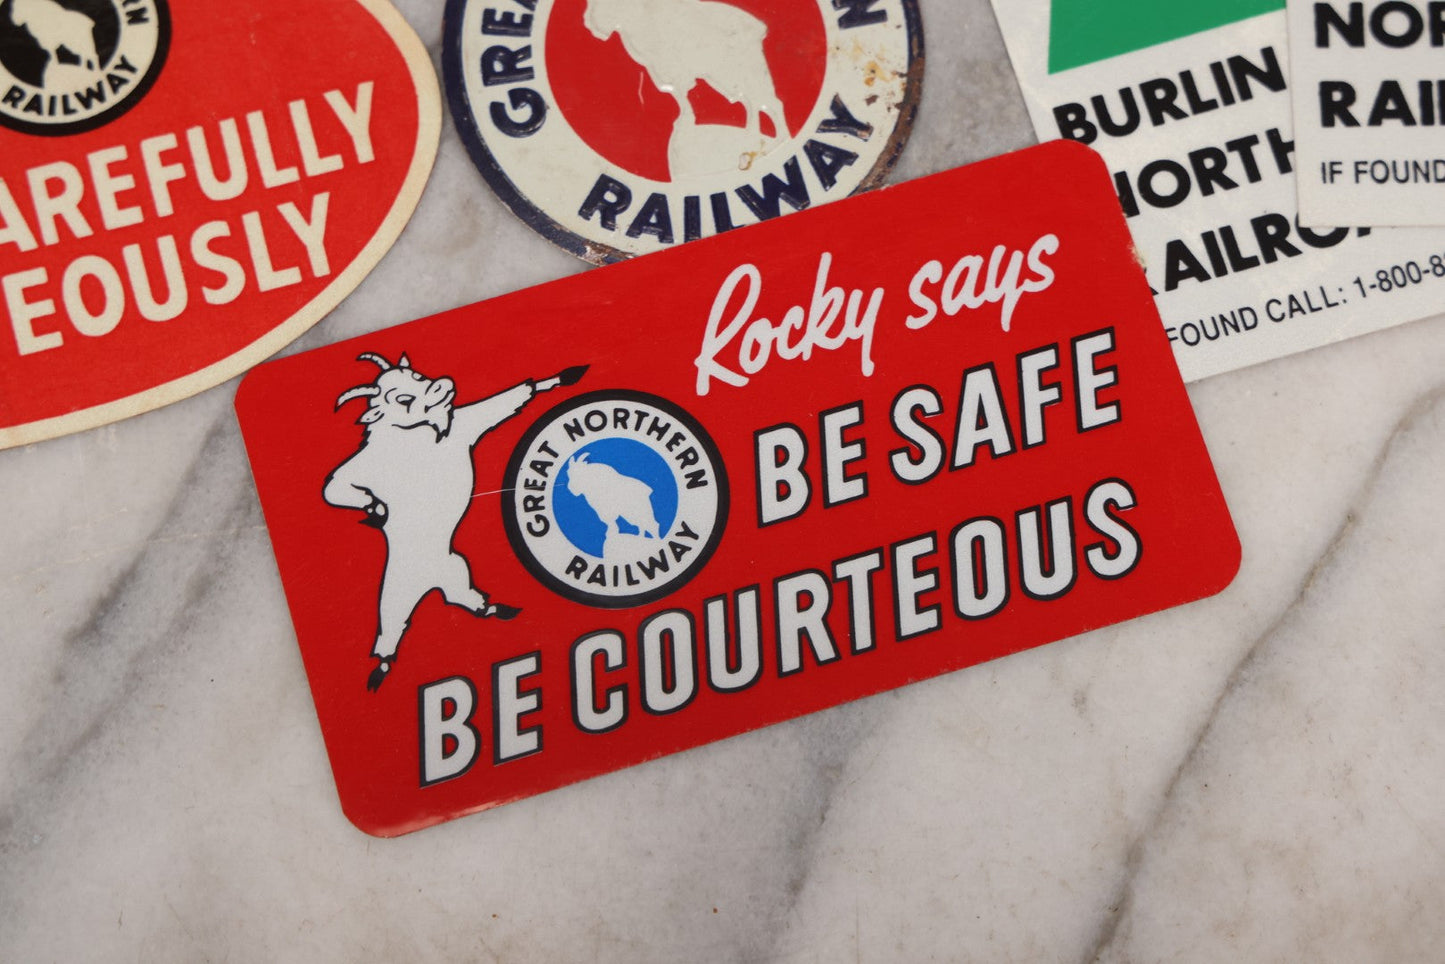 RAILWAY
AREFULLY
EOUSLY
GREAT
RAILWAY
BURLIN
NORTH
RAILRO
FOUND CALL: 1-800-8
NOR
RAI
IF FOUND
Rocky says
BE SAFE
BE COURTEOUS
GREAT NORTHERN
RAILWAY